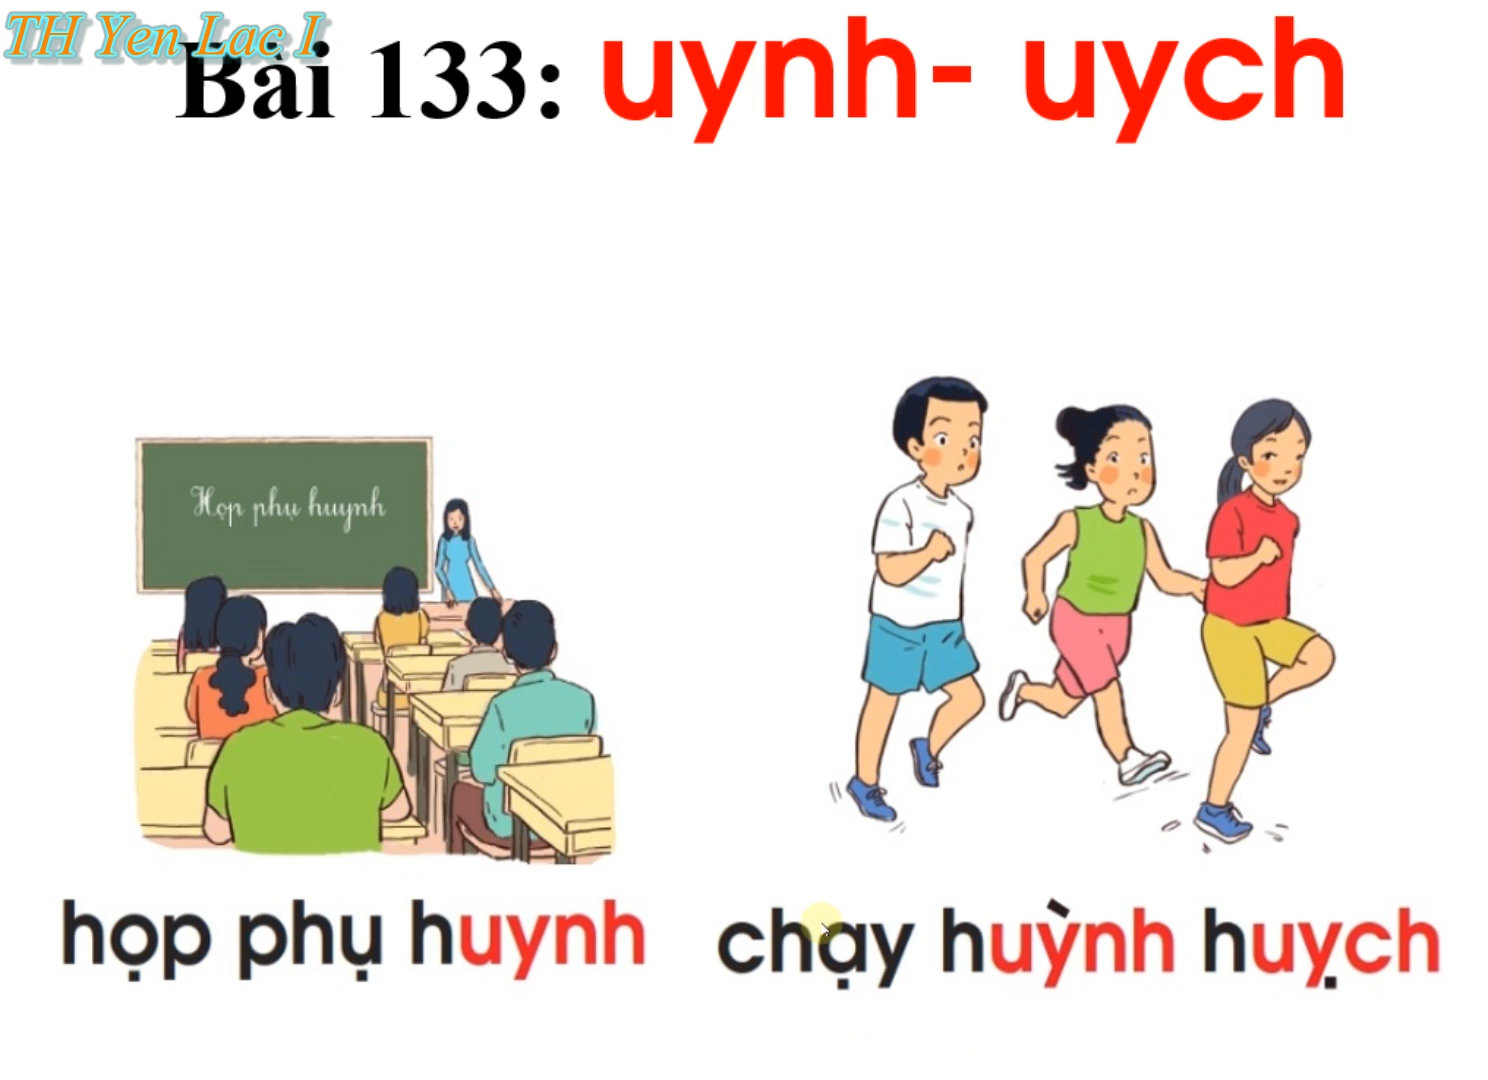 TH Yen Lac I
Bài 133: uynh- uych
Họp phụ huynh
họp phụ huynh
chạy huỳnh huỵch